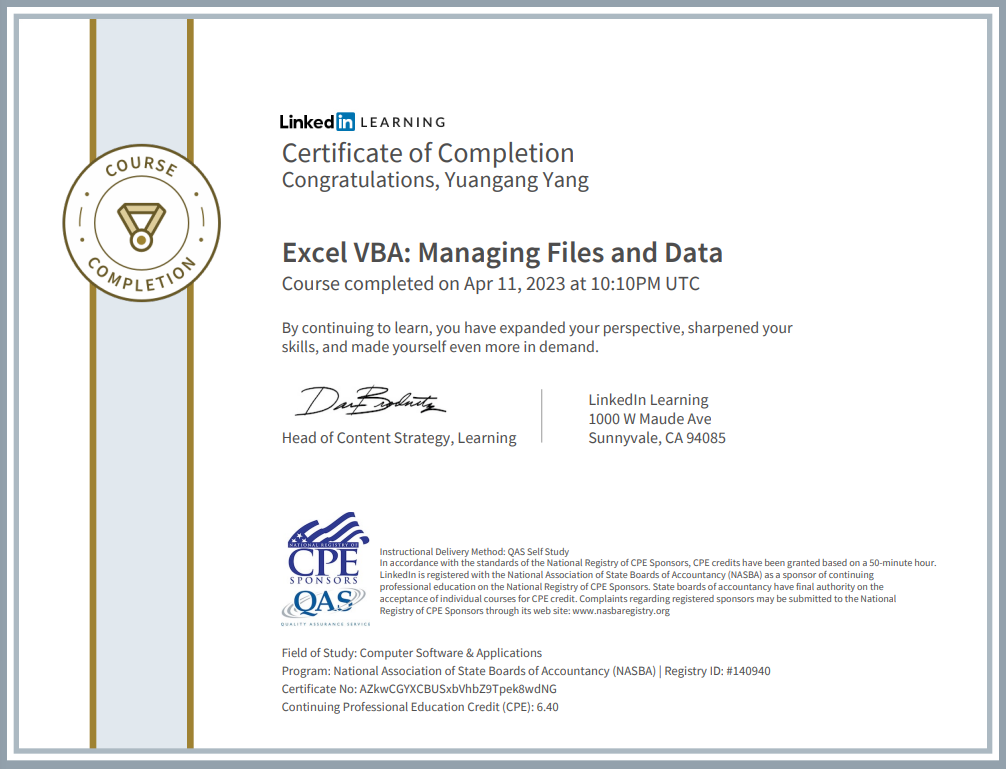 COURSE
COMPLETION
Linked in LEARNING
Certificate of Completion
Congratulations, Yuangang Yang
Excel VBA: Managing Files and Data
Course completed on Apr 11, 2023 at 10:10PM UTC
By continuing to learn, you have expanded your perspective, sharpened your
skills, and made yourself even more in demand.
Head of Content Strategy, Learning
LinkedIn Learning
1000 W Maude Ave
Sunnyvale, CA 94085
NATIONAL REGISTRY OF
CPE
SPONSORS
QAS
QUALITY ASSURANCE SERVICE
Instructional Delivery Method: QAS Self Study
In accordance with the standards of the National Registry of CPE Sponsors, CPE credits have been granted based on a 50-minute hour.
LinkedIn is registered with the National Association of State Boards of Accountancy (NASBA) as a sponsor of continuing
professional education on the National Registry of CPE Sponsors. State boards of accountancy have final authority on the
acceptance of individual courses for CPE credit. Complaints regarding registered sponsors may be submitted to the National
Registry of CPE Sponsors through its web site: www.nasbaregistry.org
Field of Study: Computer Software & Applications
Program: National Association of State Boards of Accountancy (NASBA) | Registry ID: #140940
Certificate No: AZkwCGYXCBUSxbVhbZ9Tpek8wdNG
Continuing Professional Education Credit (CPE): 6.40